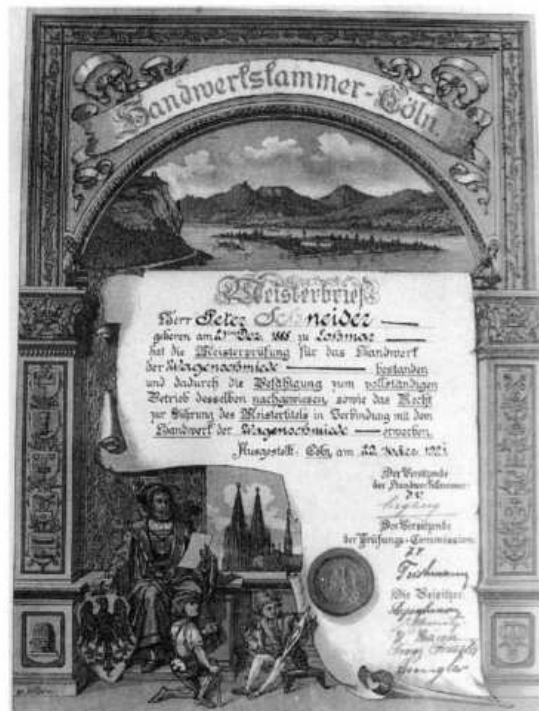 Handwerkskammer-Cöln.
Meisterbrief
Herr Peter Schneider
geboren am 21ten Dez. 1885 zu Lohmar
hat die Meisterprüfung für das Handwerk
der Wagenschmiede bestanden
und dadurch die Befähigung zum vollständigen
Betrieb desselben nachgewiesen, sowie das Recht
zur Führung des Meistertitels in Verbindung mit dem
Handwerk der Wagenschmiede erworben.
Ausgestellt: Cöln, am 22.
Der Vorsitzende
der Handwerkskammer:
Der Vorsitzende
der Prüfungs-Commission:
Die Beisitzer: